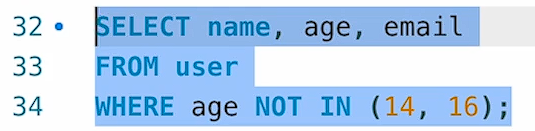 32 SELECT name, age, email
33 FROM user
34 WHERE age NOT IN (14, 16);